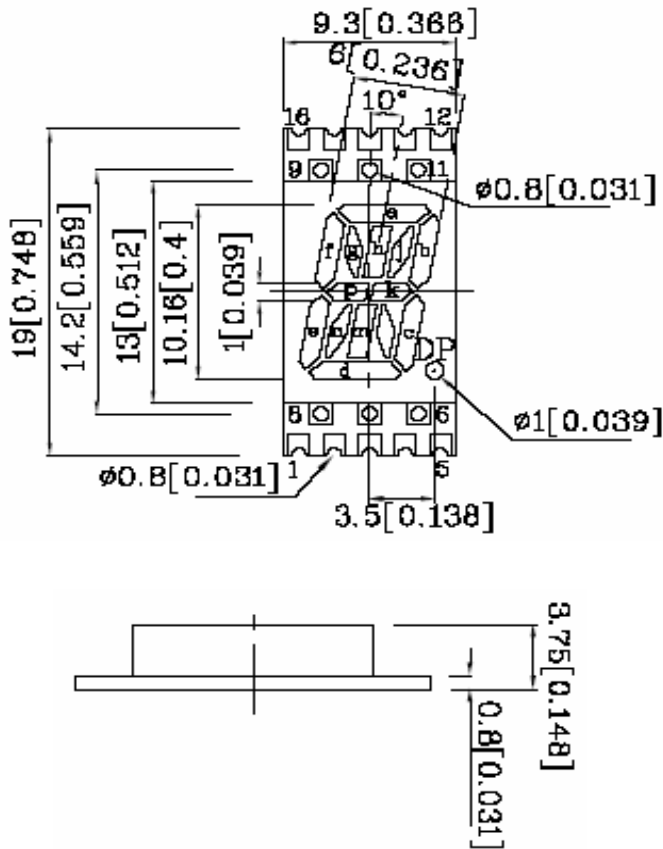 9.3[0.366]
6[0.236]
10°
16
12
9
11
ø0.8[0.031]
19[0.748]
14.2[0.559]
13[0.512]
10.16[0.4]
1[0.039]
a
f
g
h
j
b
p
k
e
n
m
c
d
DP
8
6
ø1[0.039]
1
5
ø0.8[0.031]
3.5[0.138]
3.75[0.148]
0.8[0.031]